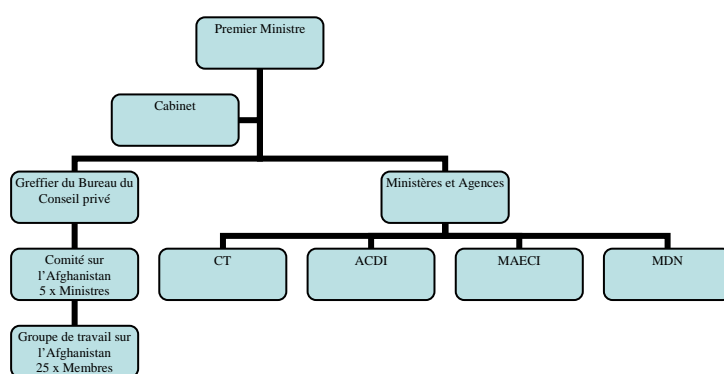 Premier Ministre
Cabinet
Greffier du Bureau du
Conseil privé
Ministères et Agences
Comité sur
l'Afghanistan
5 x Ministres
CT
ACDI
MAECI
MDN
Groupe de travail sur
l'Afghanistan
25 x Membres